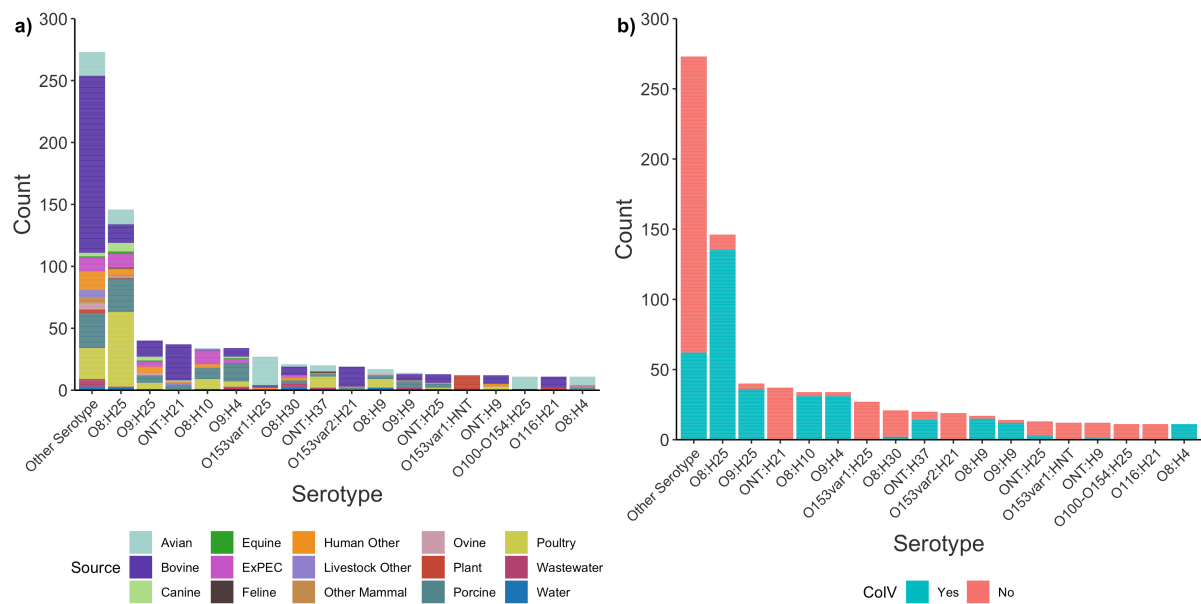 a)
300
250
200
150
100
50
0
Count
Other Serotype
O8:H25
O9:H25
ONT:H21
O8:H10
O9:H4
O153var1:H25
O8:H30
ONT:H37
O153var2:H21
O8:H9
O9:H9
ONT:H25
O153var1:HNT
ONT:H9
O100-O154:H25
O116:H21
O8:H4
Serotype
Source
Avian
Equine
Human Other
Ovine
Poultry
Bovine
ExPEC
Livestock Other
Plant
Wastewater
Canine
Feline
Other Mammal
Porcine
Water
b)
300
250
200
150
100
50
0
Count
Other Serotype
O8:H25
O9:H25
ONT:H21
O8:H10
O9:H4
O153var1:H25
O8:H30
ONT:H37
O153var2:H21
O8:H9
O9:H9
ONT:H25
O153var1:HNT
ONT:H9
O100-O154:H25
O116:H21
O8:H4
Serotype
ColV
Yes
No